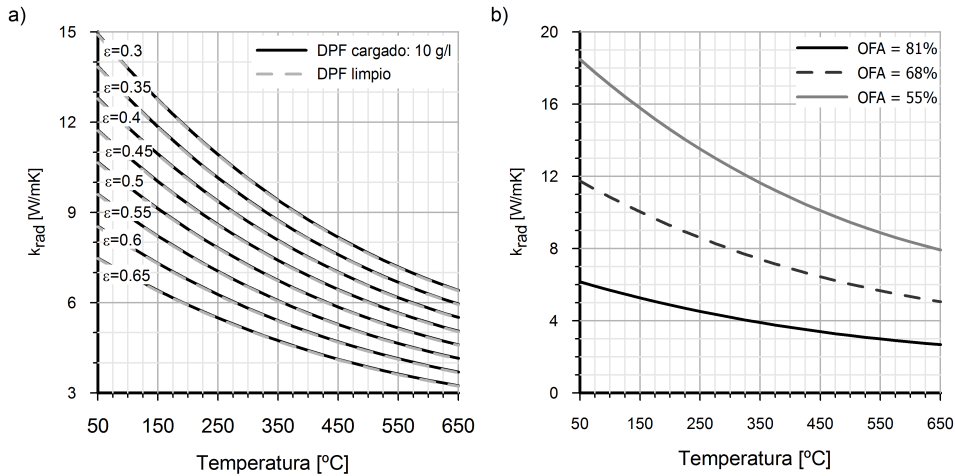 a)
15
12
9
6
3
k_rad [W/mK]
ε=0.3
ε=0.35
ε=0.4
ε=0.45
ε=0.5
ε=0.55
ε=0.6
ε=0.65
DPF cargado: 10 g/l
DPF limpio
50 150 250 350 450 550 650
Temperatura [ºC]
b)
20
16
12
8
4
0
k_rad [W/mK]
OFA = 81%
OFA = 68%
OFA = 55%
50 150 250 350 450 550 650
Temperatura [ºC]